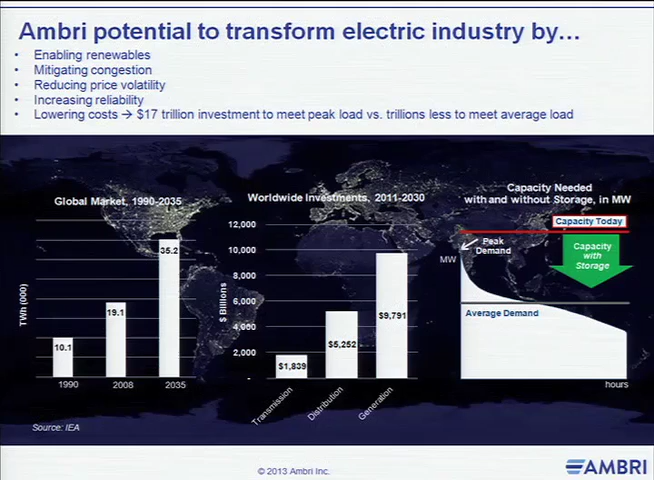 Ambri potential to transform electric industry by…
• Enabling renewables
• Mitigating congestion
• Reducing price volatility
• Increasing reliability
• Lowering costs → $17 trillion investment to meet peak load vs. trillions less to meet average load
Global Market, 1990-2035
TWh (000)
10.1
19.1
35.2
1990 2008 2035
Source: IEA
Worldwide Investments, 2011-2030
$ Billions
12,000
10,000
8,000
6,000
4,000
2,000
-
$1,839
$5,252
$9,791
Transmission
Distribution
Generation
Capacity Needed
with and without Storage, in MW
Capacity Today
MW
Peak
Demand
Capacity
with
Storage
Average Demand
hours
© 2013 Ambri Inc.
AMBRI